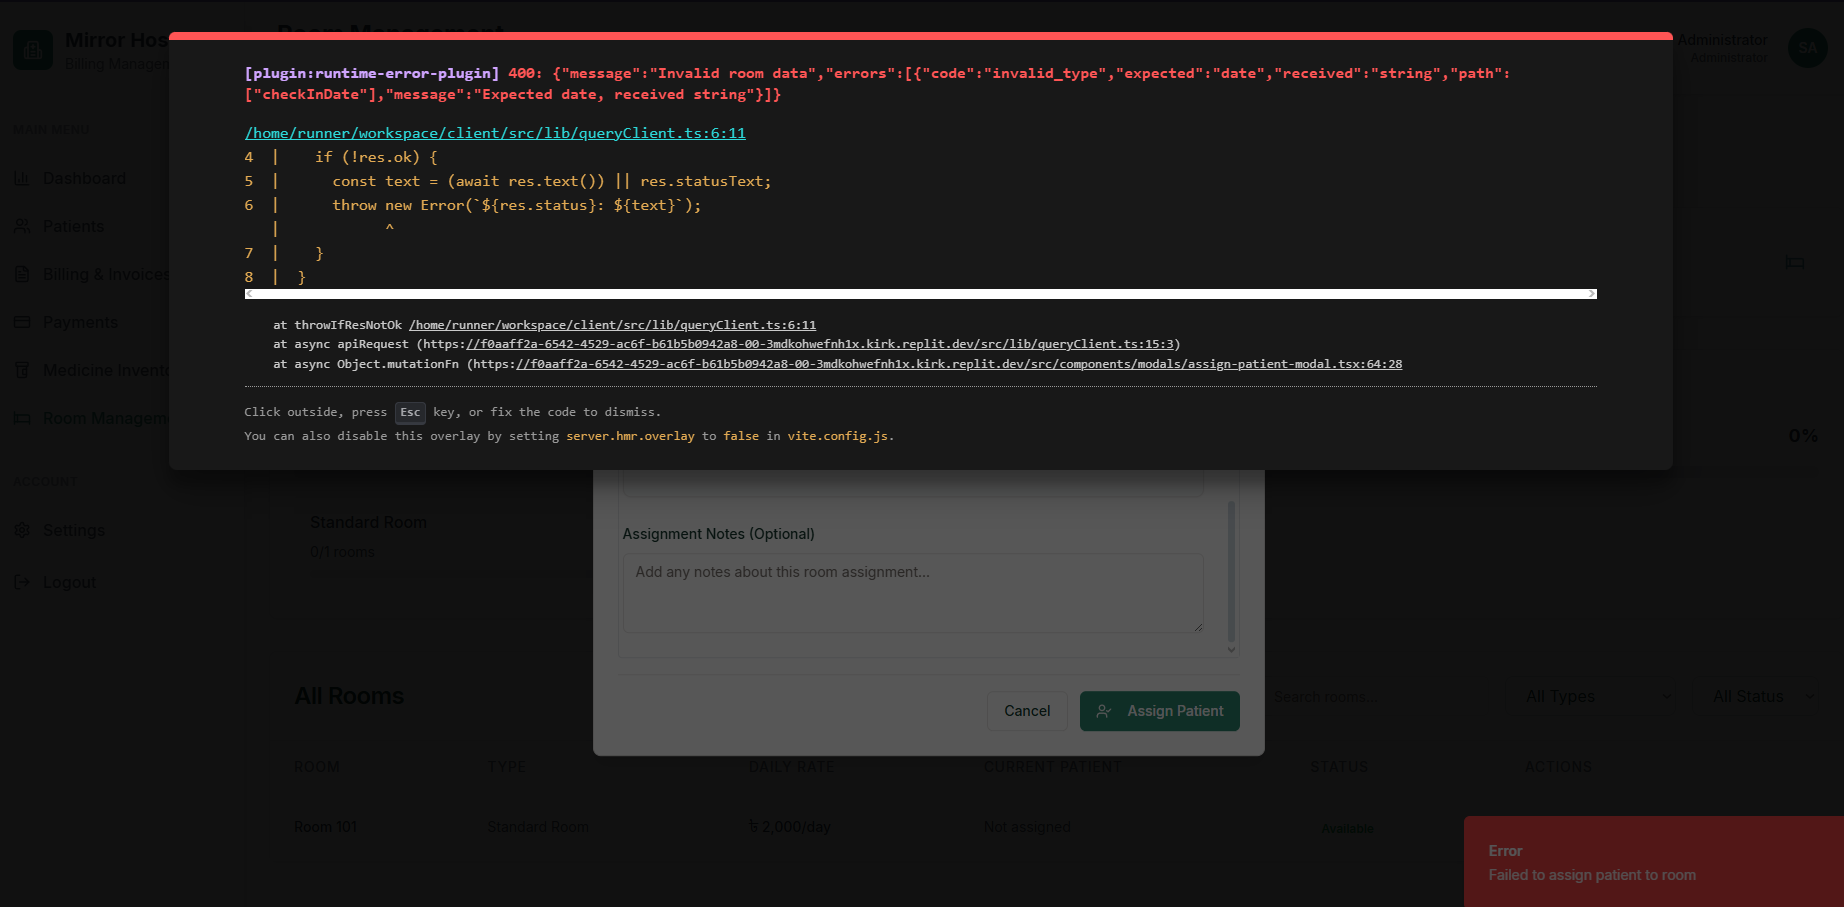 Room Management
Mirror Hos
Billing Managem
Administrator
Administrator
SA
[plugin:runtime-error-plugin] 400: {"message":"Invalid room data","errors":[{"code":"invalid_type","expected":"date","received":"string","path":
["checkInDate"],"message":"Expected date, received string"}]}
/home/runner/workspace/client/src/lib/queryClient.ts:6:11
4 | if (!res.ok) {
5 | const text = (await res.text()) || res.statusText;
6 | throw new Error(`${res.status}: ${text}`);
| ^
7 | }
8 | }
at throwIfResNotOk /home/runner/workspace/client/src/lib/queryClient.ts:6:11
at async apiRequest (https://f0aaff2a-6542-4529-ac6f-b61b5b0942a8-00-3mdkohwefnh1x.kirk.replit.dev/src/lib/queryClient.ts:15:3)
at async Object.mutationFn (https://f0aaff2a-6542-4529-ac6f-b61b5b0942a8-00-3mdkohwefnh1x.kirk.replit.dev/src/components/modals/assign-patient-modal.tsx:64:28
Click outside, press Esc key, or fix the code to dismiss.
You can also disable this overlay by setting server.hmr.overlay to false in vite.config.js.
MAIN MENU
Dashboard
Patients
Billing & Invoices
Payments
Medicine Invento
Room Managem
ACCOUNT
Settings
Logout
0%
Standard Room
0/1 rooms
Assignment Notes (Optional)
Add any notes about this room assignment...
Cancel
Assign Patient
All Rooms
Search rooms...
All Types
All Status
ROOM TYPE DAILY RATE CURRENT PATIENT STATUS ACTIONS
Room 101 Standard Room ৳ 2,000/day Not assigned Available
Error
Failed to assign patient to room